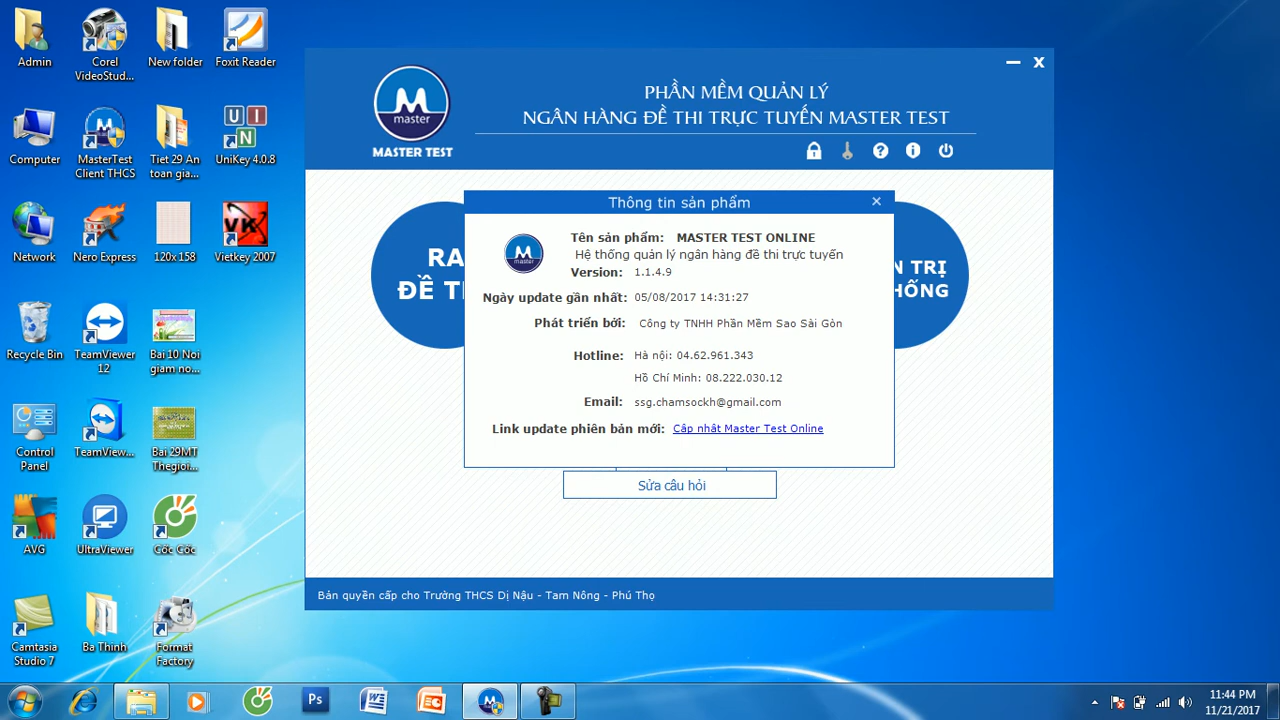 Admin
Corel VideoStud...
New folder
Foxit Reader
Computer
MasterTest Client THCS
Tiet 29 An toan gia...
UniKey 4.0.8
Network
Nero Express
120x 158
Vietkey 2007
Recycle Bin
TeamViewer 12
Bai 10 Noi giam no...
Control Panel
TeamView...
Bai 29MT Thegioi...
AVG
UltraViewer
Cốc Cốc
Camtasia Studio 7
Ba Thinh
Format Factory
master
MASTER TEST
PHẦN MỀM QUẢN LÝ
NGÂN HÀNG ĐỀ THI TRỰC TUYẾN MASTER TEST
RA
ĐỀ T
N TRỊ
HỐNG
Thông tin sản phẩm
master
Tên sản phẩm: MASTER TEST ONLINE
Hệ thống quản lý ngân hàng đề thi trực tuyến
Version: 1.1.4.9
Ngày update gần nhất: 05/08/2017 14:31:27
Phát triển bởi: Công ty TNHH Phần Mềm Sao Sài Gòn
Hotline: Hà nội: 04.62.961.343
Hồ Chí Minh: 08.222.030.12
Email: ssg.chamsockh@gmail.com
Link update phiên bản mới: Cập nhât Master Test Online
Sửa câu hỏi
Bản quyền cấp cho Trường THCS Dị Nậu - Tam Nông - Phú Thọ
11:44 PM
11/21/2017